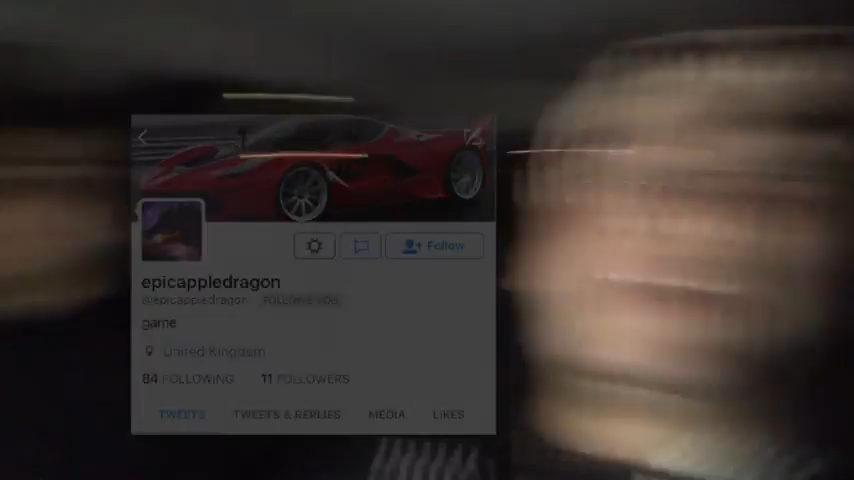 Follow
epicappledragon
@epicappledragon FOLLOWS YOU
game
United Kingdom
84 FOLLOWING 11 FOLLOWERS
TWEETS TWEETS & REPLIES MEDIA LIKES